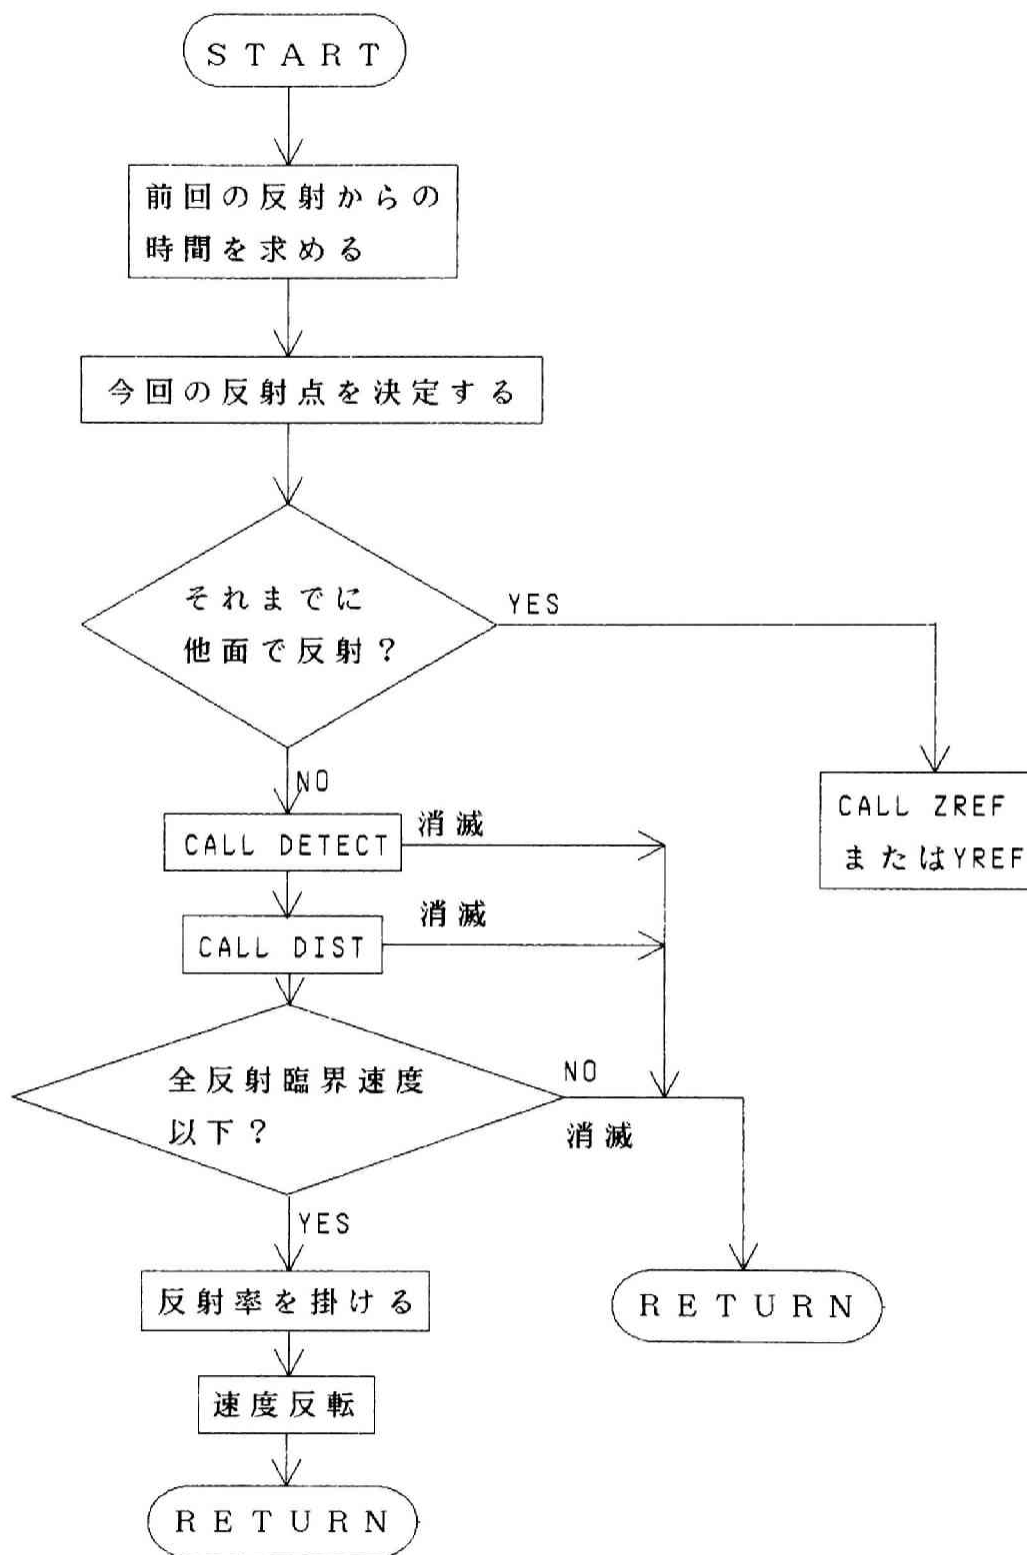 START
前回の反射からの
時間を求める
今回の反射点を決定する
それまでに
他面で反射？
YES
NO
CALL ZREF
またはYREF
CALL DETECT
消滅
CALL DIST
消滅
全反射臨界速度
以下？
NO
消滅
YES
反射率を掛ける
RETURN
速度反転
RETURN